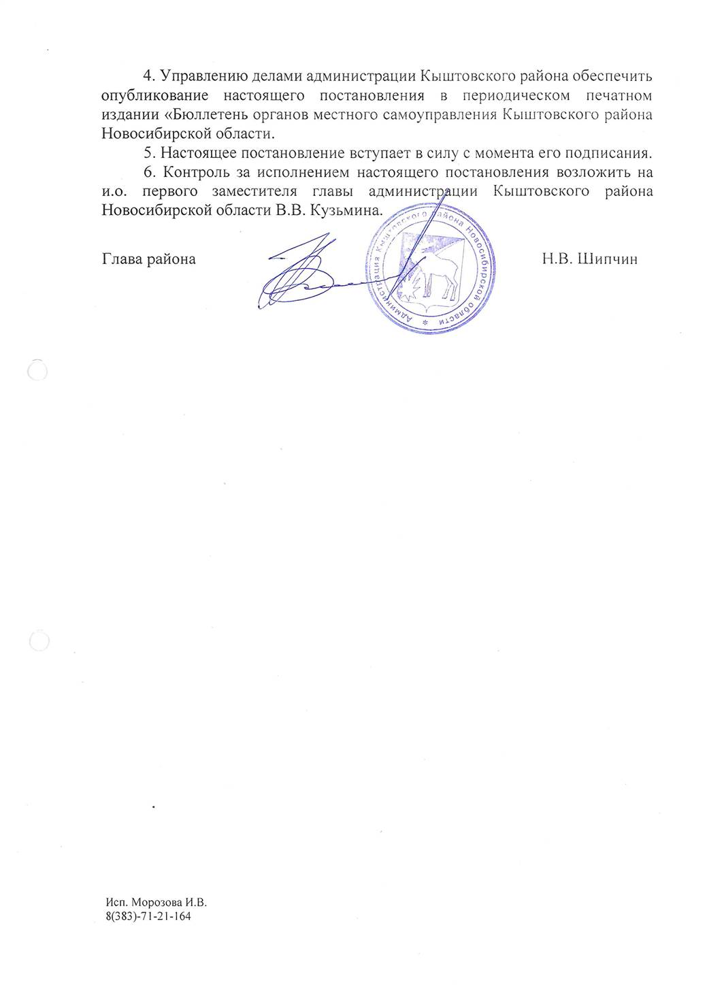 4. Управлению делами администрации Кыштовского района обеспечить
опубликование настоящего постановления в периодическом печатном
издании «Бюллетень органов местного самоуправления Кыштовского района
Новосибирской области.
5. Настоящее постановление вступает в силу с момента его подписания.
6. Контроль за исполнением настоящего постановления возложить на
и.о. первого заместителя главы администрации Кыштовского района
Новосибирской области В.В. Кузьмина.
Глава района
Администрация Кыштовского района Новосибирской области *
Н.В. Шипчин
Исп. Морозова И.В.
8(383)-71-21-164